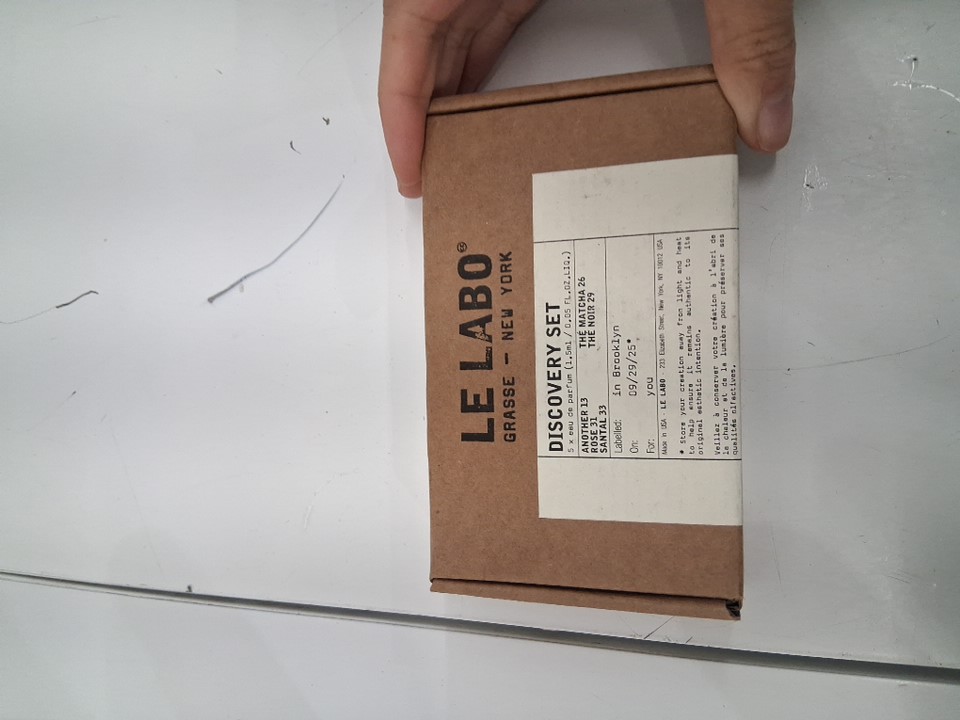 LE LABO®
GRASSE — NEW YORK
DISCOVERY SET
5 x eau de parfum (1.5ml / 0.05 FL.OZ.LIQ.)
ANOTHER 13 THÉ MATCHA 26
ROSE 31 THÉ NOIR 29
SANTAL 33
Labelled: in Brooklyn
On: 09/29/25*
For: you
Made in USA - LE LABO - 233 Elizabeth Street, New York, NY 10012 USA
* Store your creation away from light and heat
to help ensure it remains authentic to its
original esthetic intention.
Veiller à conserver votre création à l'abri de
la chaleur et de la lumière pour préserver ses
qualités olfactives.